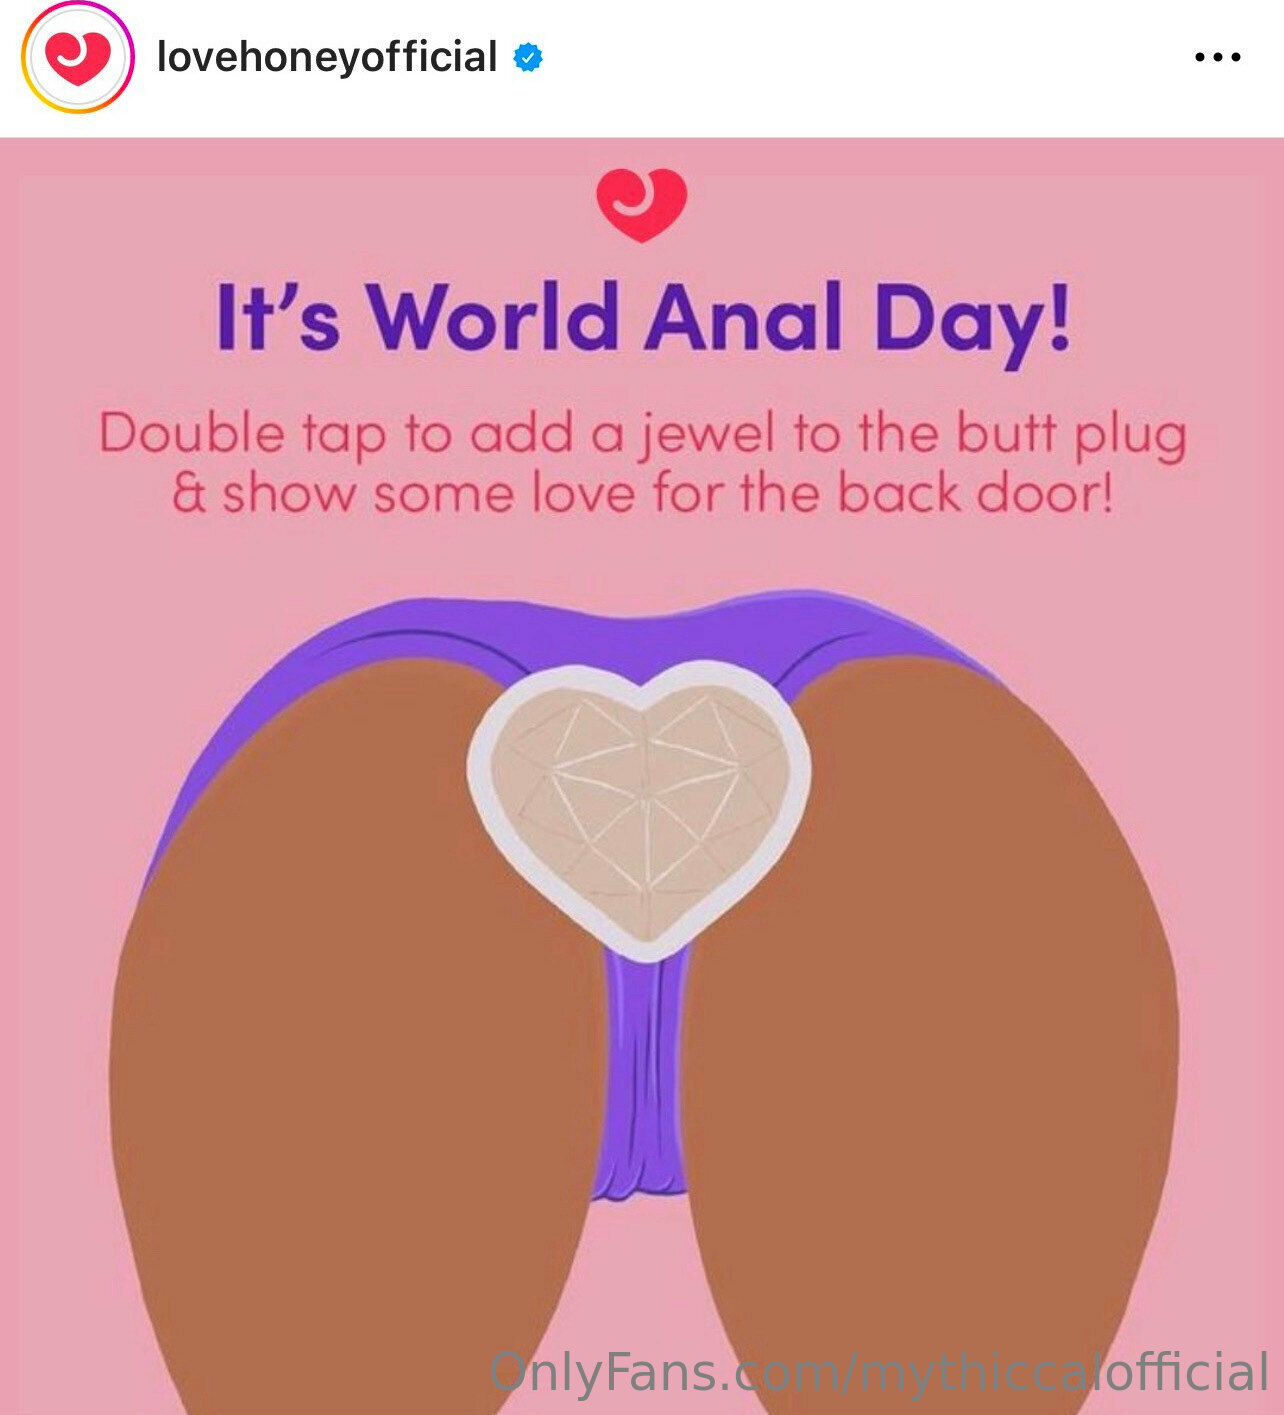 lovehoneyofficial
It’s World Anal Day!
Double tap to add a jewel to the butt plug
& show some love for the back door!
OnlyFans.com/mythiccalofficial